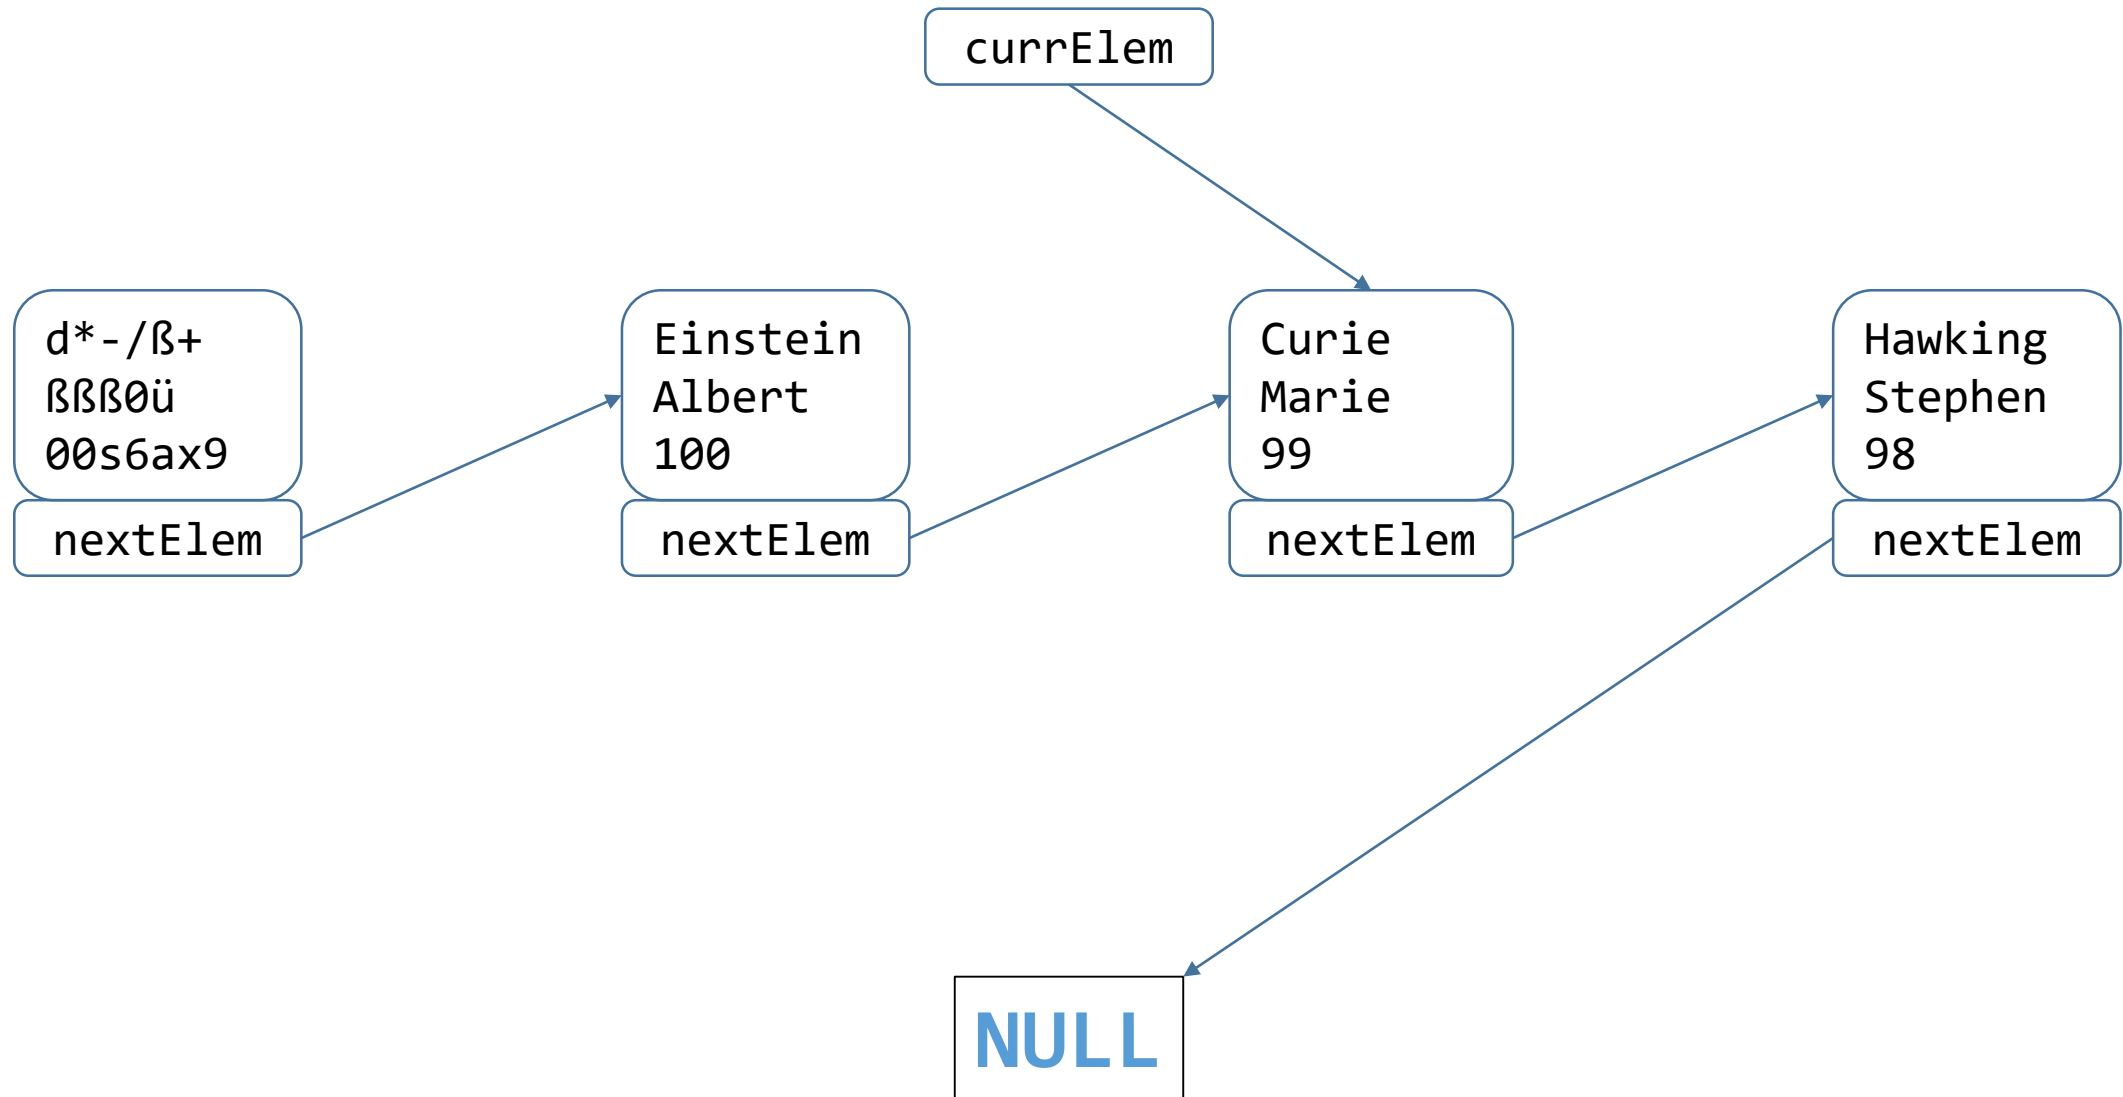 currElem
d*-/ß+
ßßß0ü
00s6ax9
nextElem
Einstein
Albert
100
nextElem
Curie
Marie
99
nextElem
Hawking
Stephen
98
nextElem
NULL